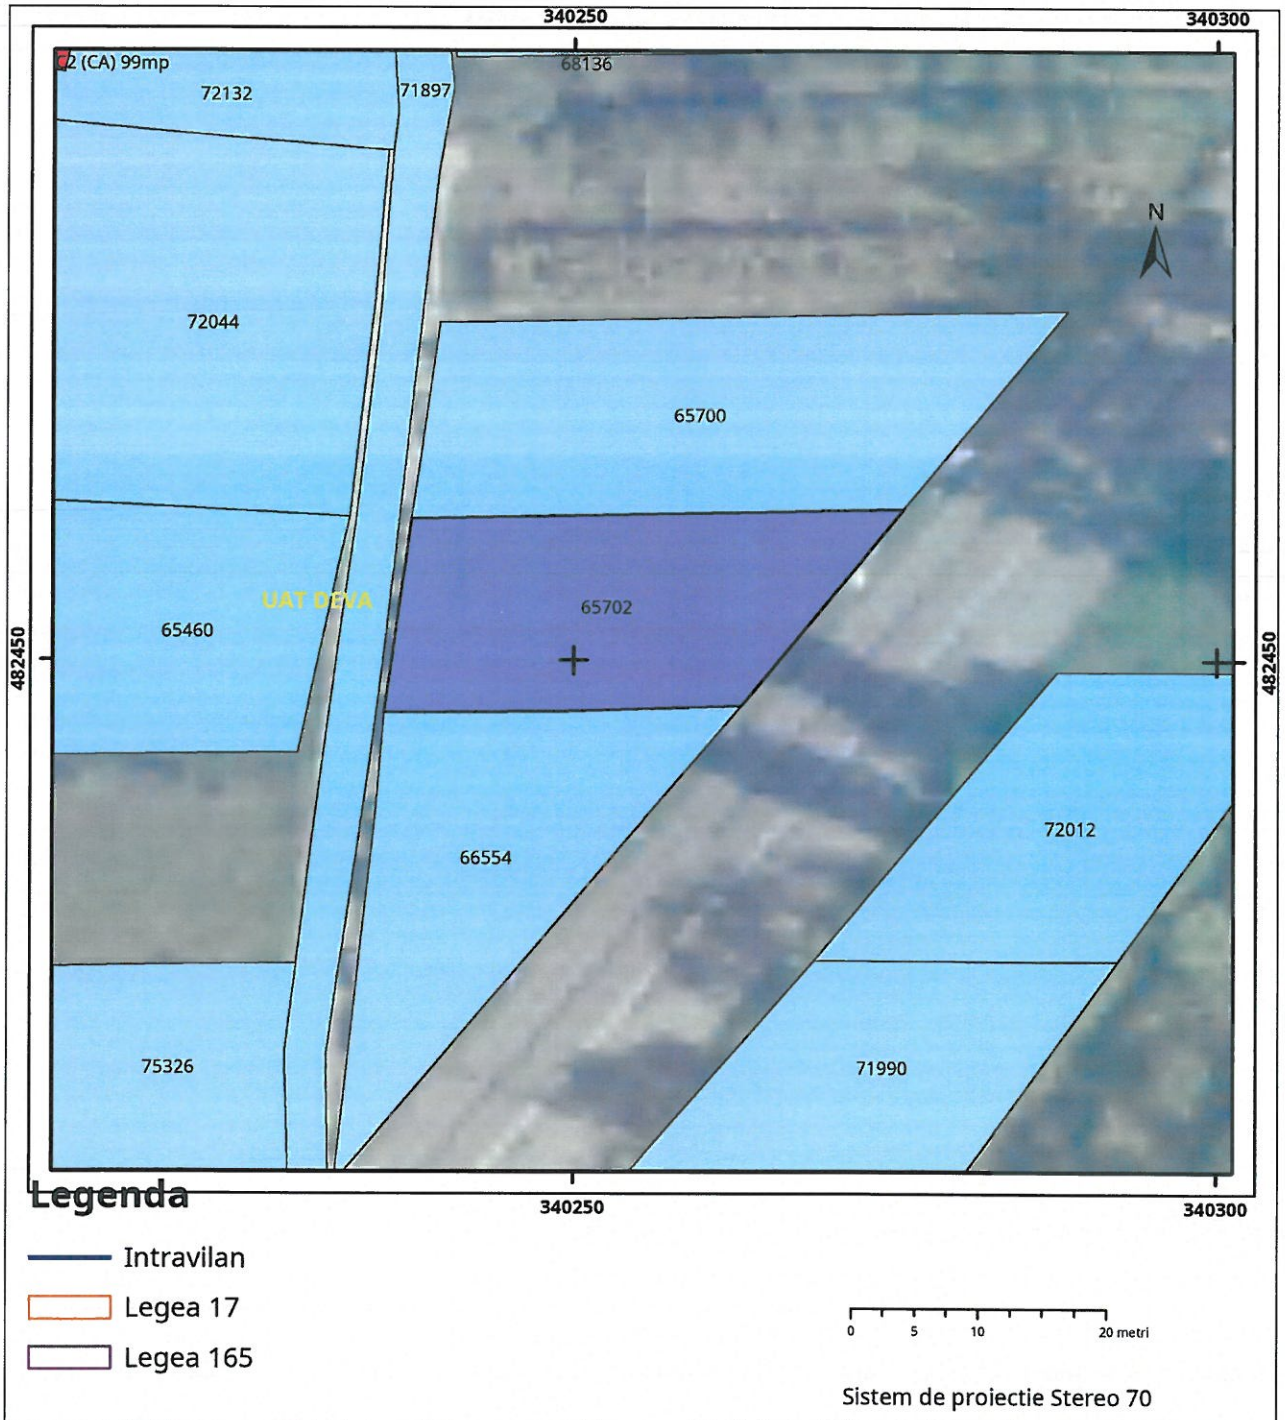 340250
340300
C2 (CA) 99mp
68136
72132
71897
N
72044
65700
65702
UAT DEVA
65460
482450
482450
72012
66554
75326
71990
340250
340300
Legenda
Intravilan
Legea 17
Legea 165
0 5 10 20 metri
Sistem de proiectie Stereo 70